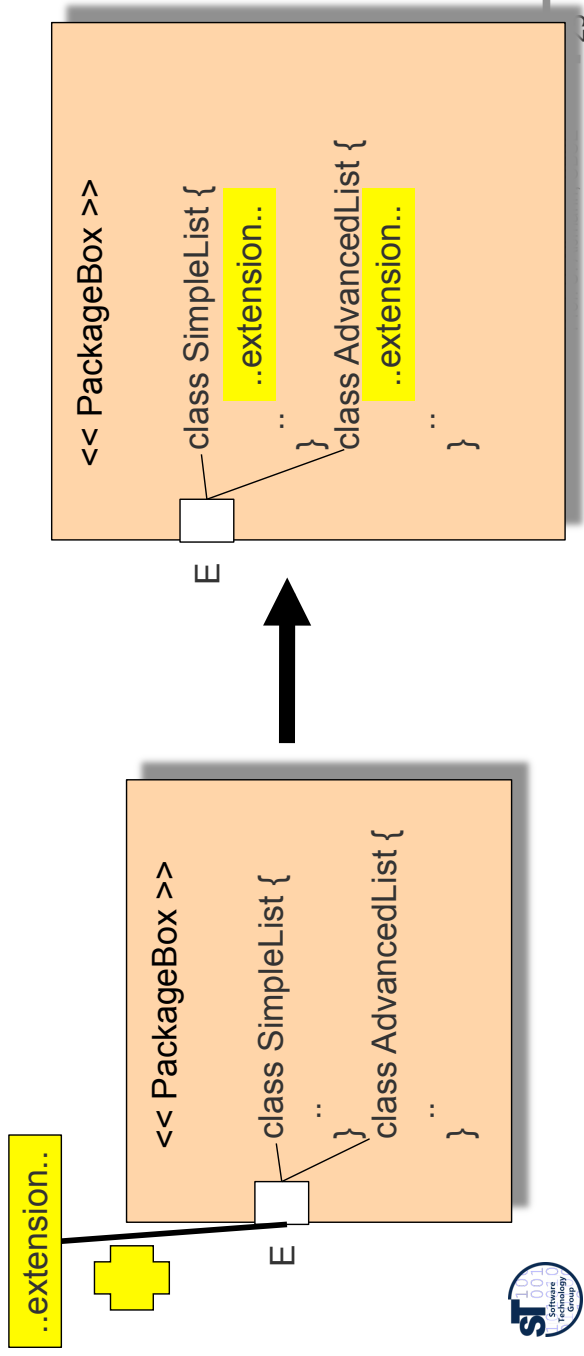 ..extension..
E
<< PackageBox >>
class SimpleList {
..
}
class AdvancedList {
..
}
E
<< PackageBox >>
class SimpleList {
..extension..
..
}
class AdvancedList {
..extension..
..
}
ST
Software
Technology
Group